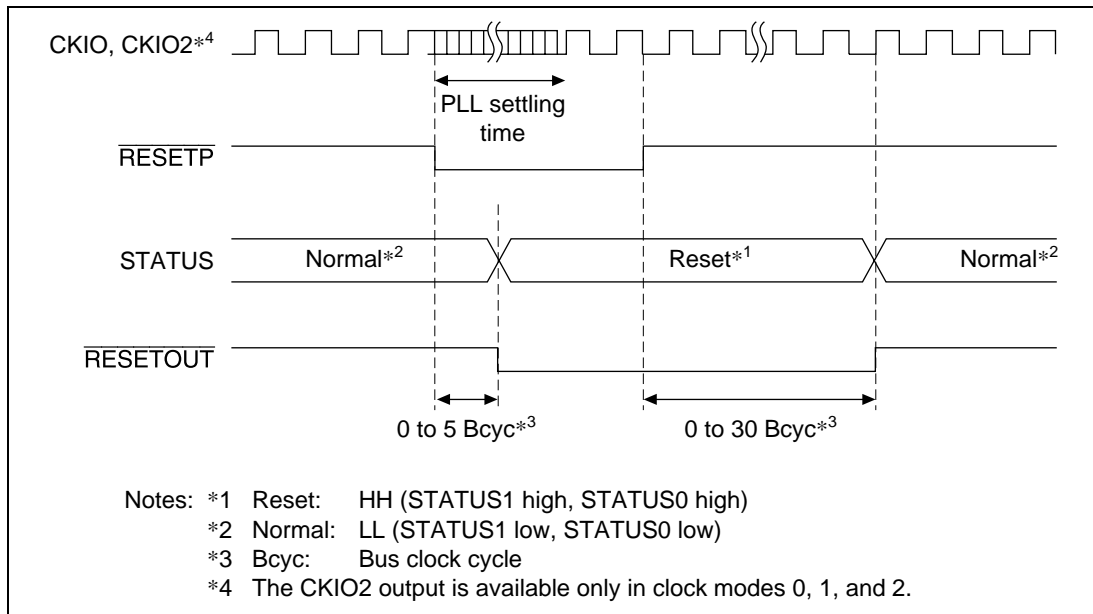 CKIO, CKIO2*4
PLL settling
time
RESETP
STATUS
Normal*2
Reset*1
Normal*2
RESETOUT
0 to 5 Bcyc*3
0 to 30 Bcyc*3
Notes: *1 Reset: HH (STATUS1 high, STATUS0 high)
*2 Normal: LL (STATUS1 low, STATUS0 low)
*3 Bcyc: Bus clock cycle
*4 The CKIO2 output is available only in clock modes 0, 1, and 2.